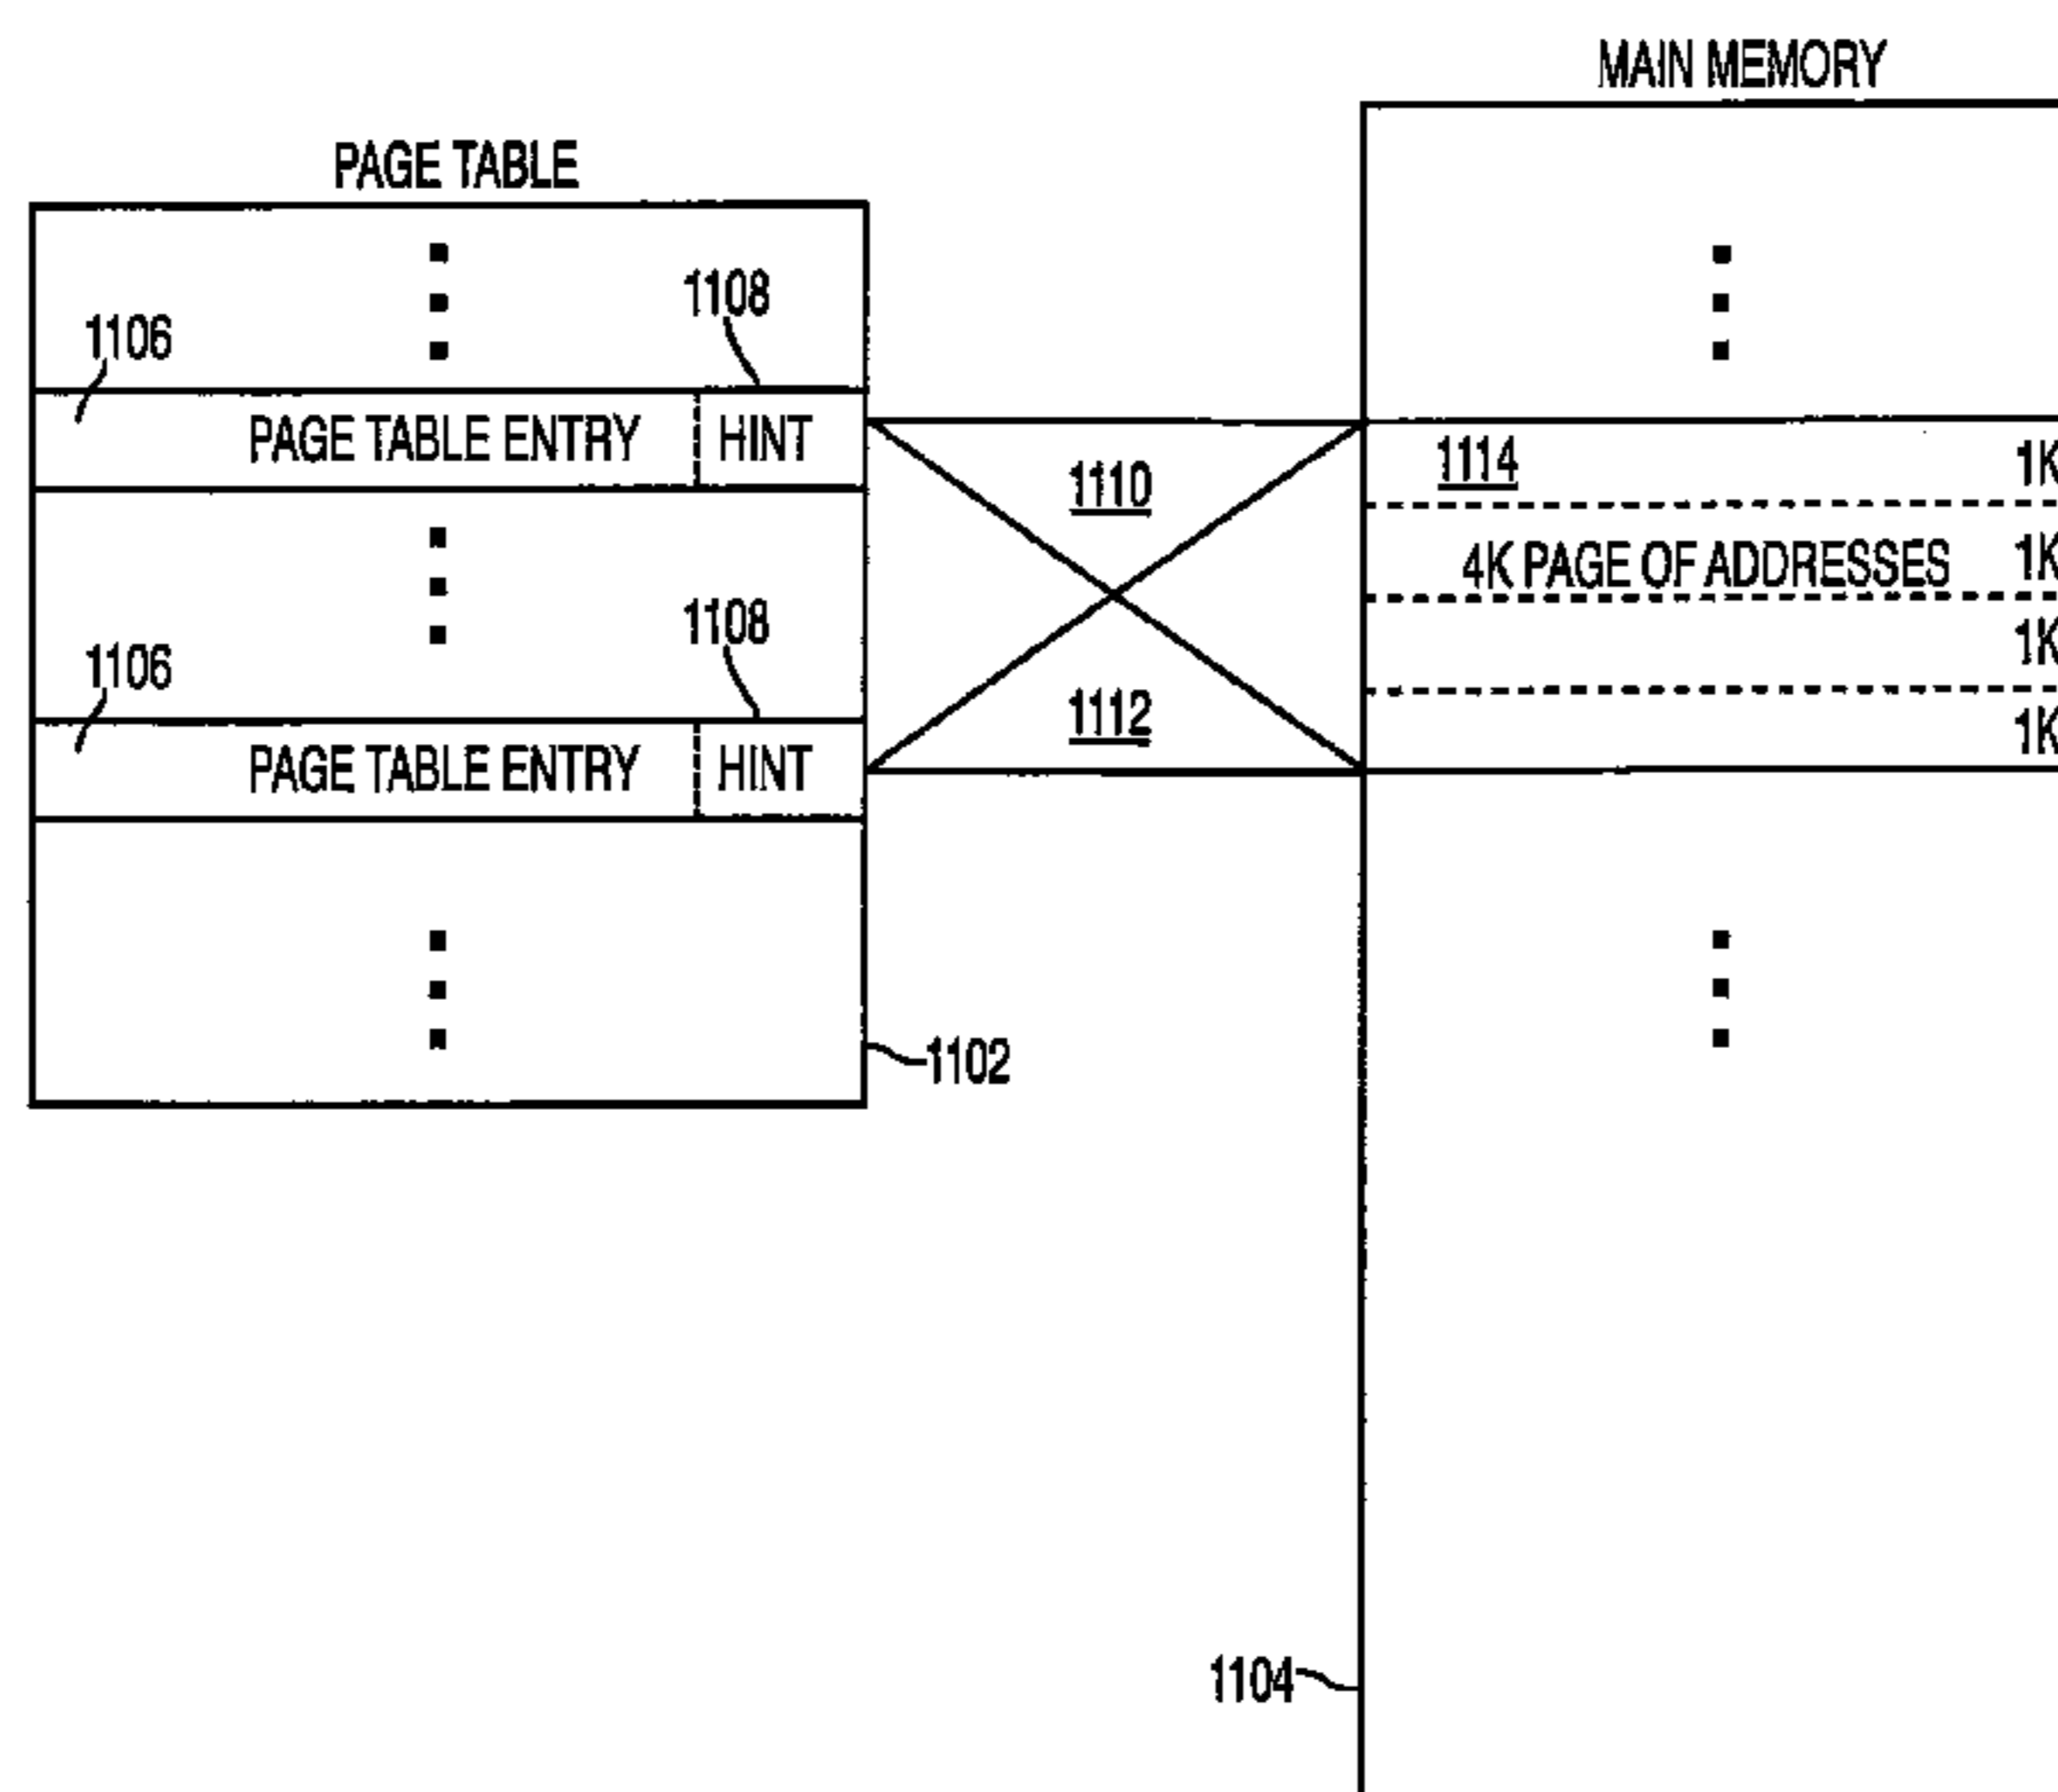 MAIN MEMORY
PAGE TABLE
1108
1106
PAGE TABLE ENTRY HINT
1110
1114
1K
4K PAGE OF ADDRESSES 1K
1108
1K
1106
1112
1K
PAGE TABLE ENTRY HINT
1102
1104